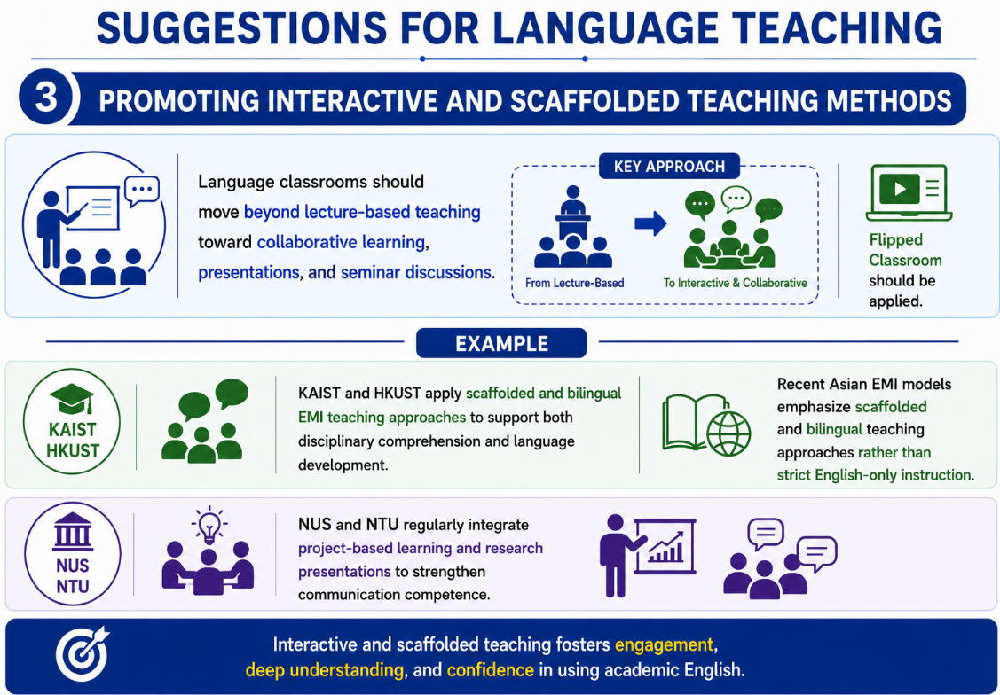 SUGGESTIONS FOR LANGUAGE TEACHING
3
PROMOTING INTERACTIVE AND SCAFFOLDED TEACHING METHODS
Language classrooms should
move beyond lecture-based teaching
toward collaborative learning,
presentations, and seminar discussions.
KEY APPROACH
From Lecture-Based
To Interactive & Collaborative
Flipped
Classroom
should be
applied.
EXAMPLE
KAIST
HKUST
KAIST and HKUST apply scaffolded and bilingual
EMI teaching approaches to support both
disciplinary comprehension and language
development.
Recent Asian EMI models
emphasize scaffolded
and bilingual teaching
approaches rather than
strict English-only instruction.
NUS
NTU
NUS and NTU regularly integrate
project-based learning and research
presentations to strengthen
communication competence.
Interactive and scaffolded teaching fosters engagement,
deep understanding, and confidence in using academic English.